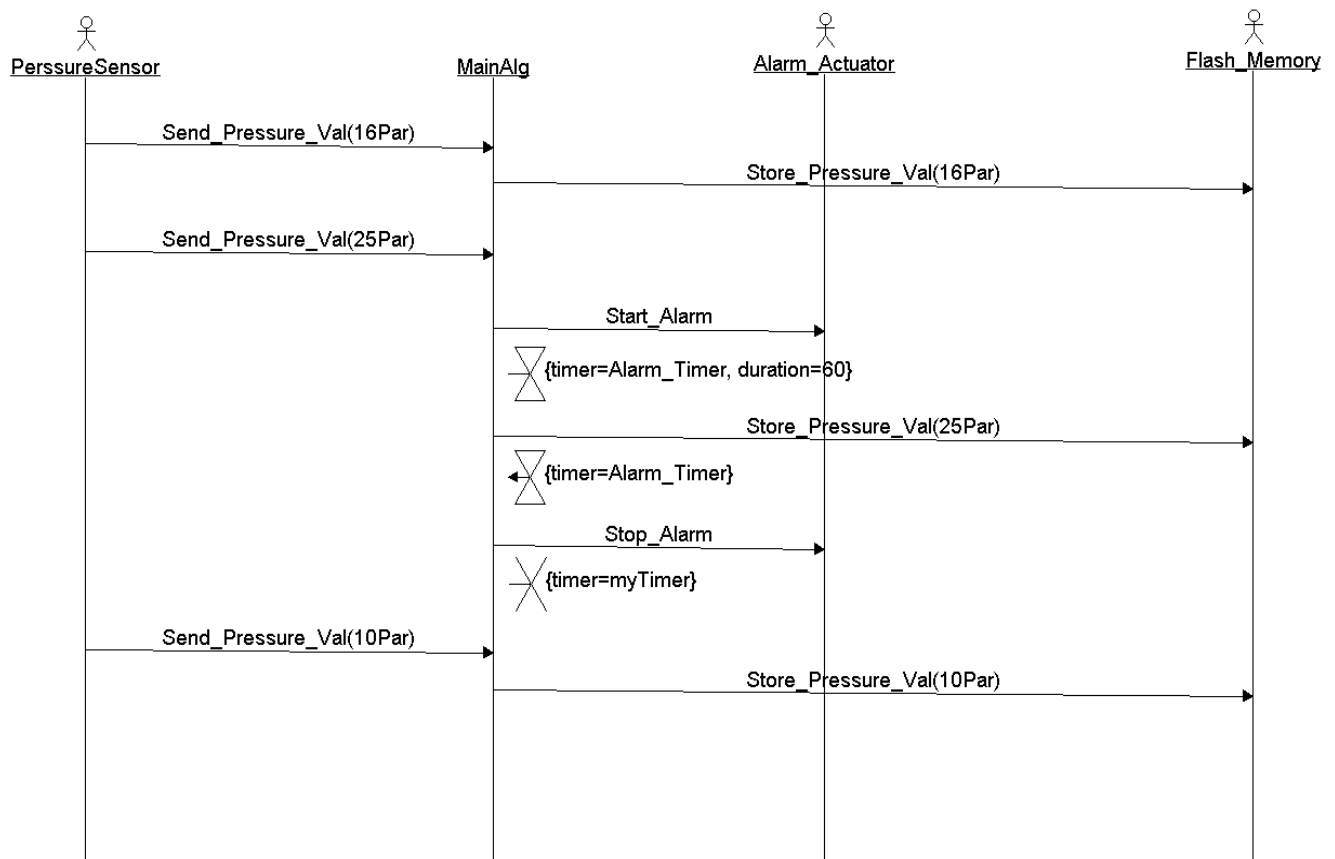 PerssureSensor
MainAlg
Alarm_Actuator
Flash_Memory
Send_Pressure_Val(16Par)
Store_Pressure_Val(16Par)
Send_Pressure_Val(25Par)
Start_Alarm
{timer=Alarm_Timer, duration=60}
Store_Pressure_Val(25Par)
{timer=Alarm_Timer}
Stop_Alarm
{timer=myTimer}
Send_Pressure_Val(10Par)
Store_Pressure_Val(10Par)